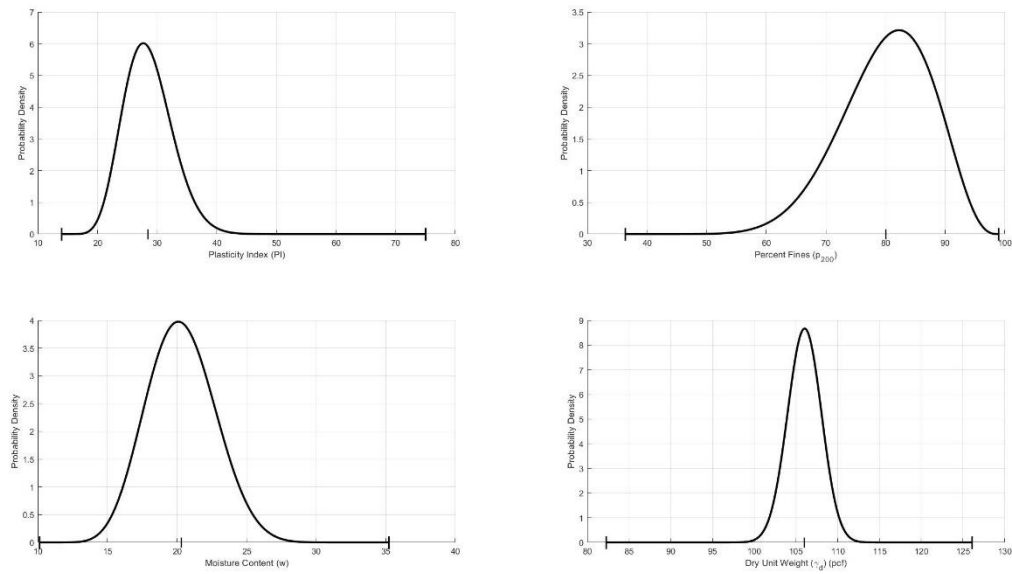 7
6
5
4
3
2
1
0
Probability Density
10 20 30 40 50 60 70 80
Plasticity Index (PI)
3.5
3
2.5
2
1.5
1
0.5
0
Probability Density
30 40 50 60 70 80 90 100
Percent Fines (p200)
4
3.5
3
2.5
2
1.5
1
0.5
0
Probability Density
10 15 20 25 30 35 40
Moisture Content (w)
9
8
7
6
5
4
3
2
1
0
Probability Density
80 85 90 95 100 105 110 115 120 125 130
Dry Unit Weight (γd) (pcf)